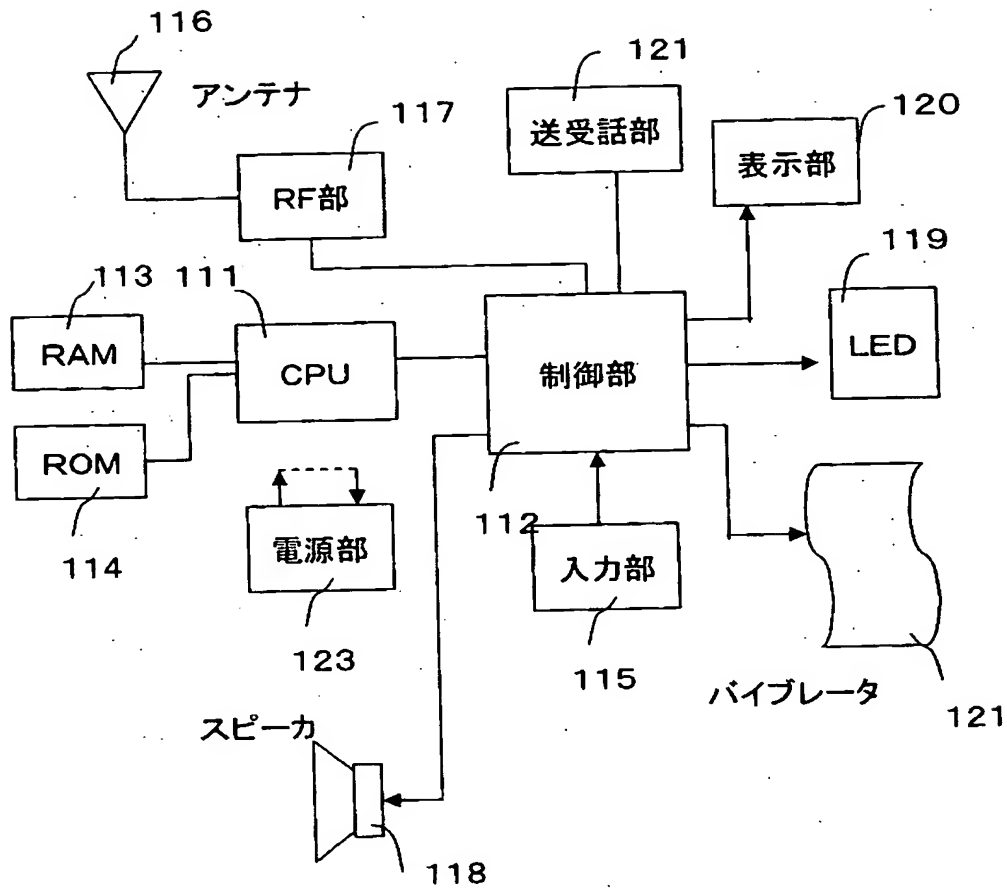 116
アンテナ
117
RF部
121
送受話部
120
表示部
119
LED
113
RAM
111
CPU
制御部
112
ROM
114
電源部
123
入力部
115
バイブレータ
121
スピーカ
118